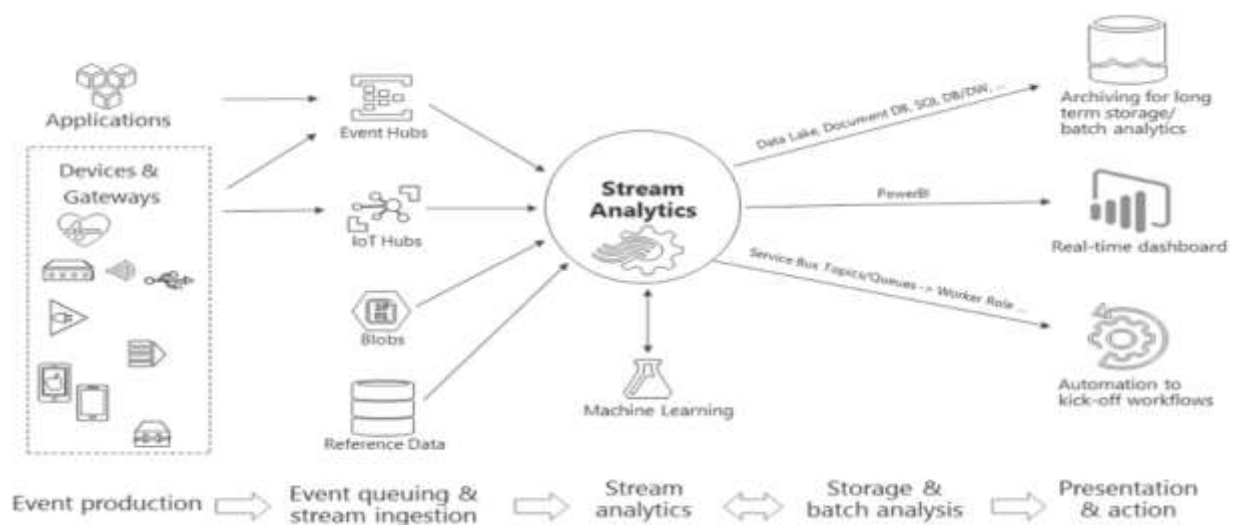 Applications
Devices &
Gateways
Event Hubs
IoT Hubs
Blobs
Reference Data
Stream
Analytics
Machine Learning
Data Lake, Document DB, SQL DB/DW, ...
PowerBI
Service Bus Topics/Queues -> Worker Role ...
Archiving for long
term storage/
batch analytics
Real-time dashboard
Automation to
kick-off workflows
Event production
Event queuing &
stream ingestion
Stream
analytics
Storage &
batch analysis
Presentation
& action